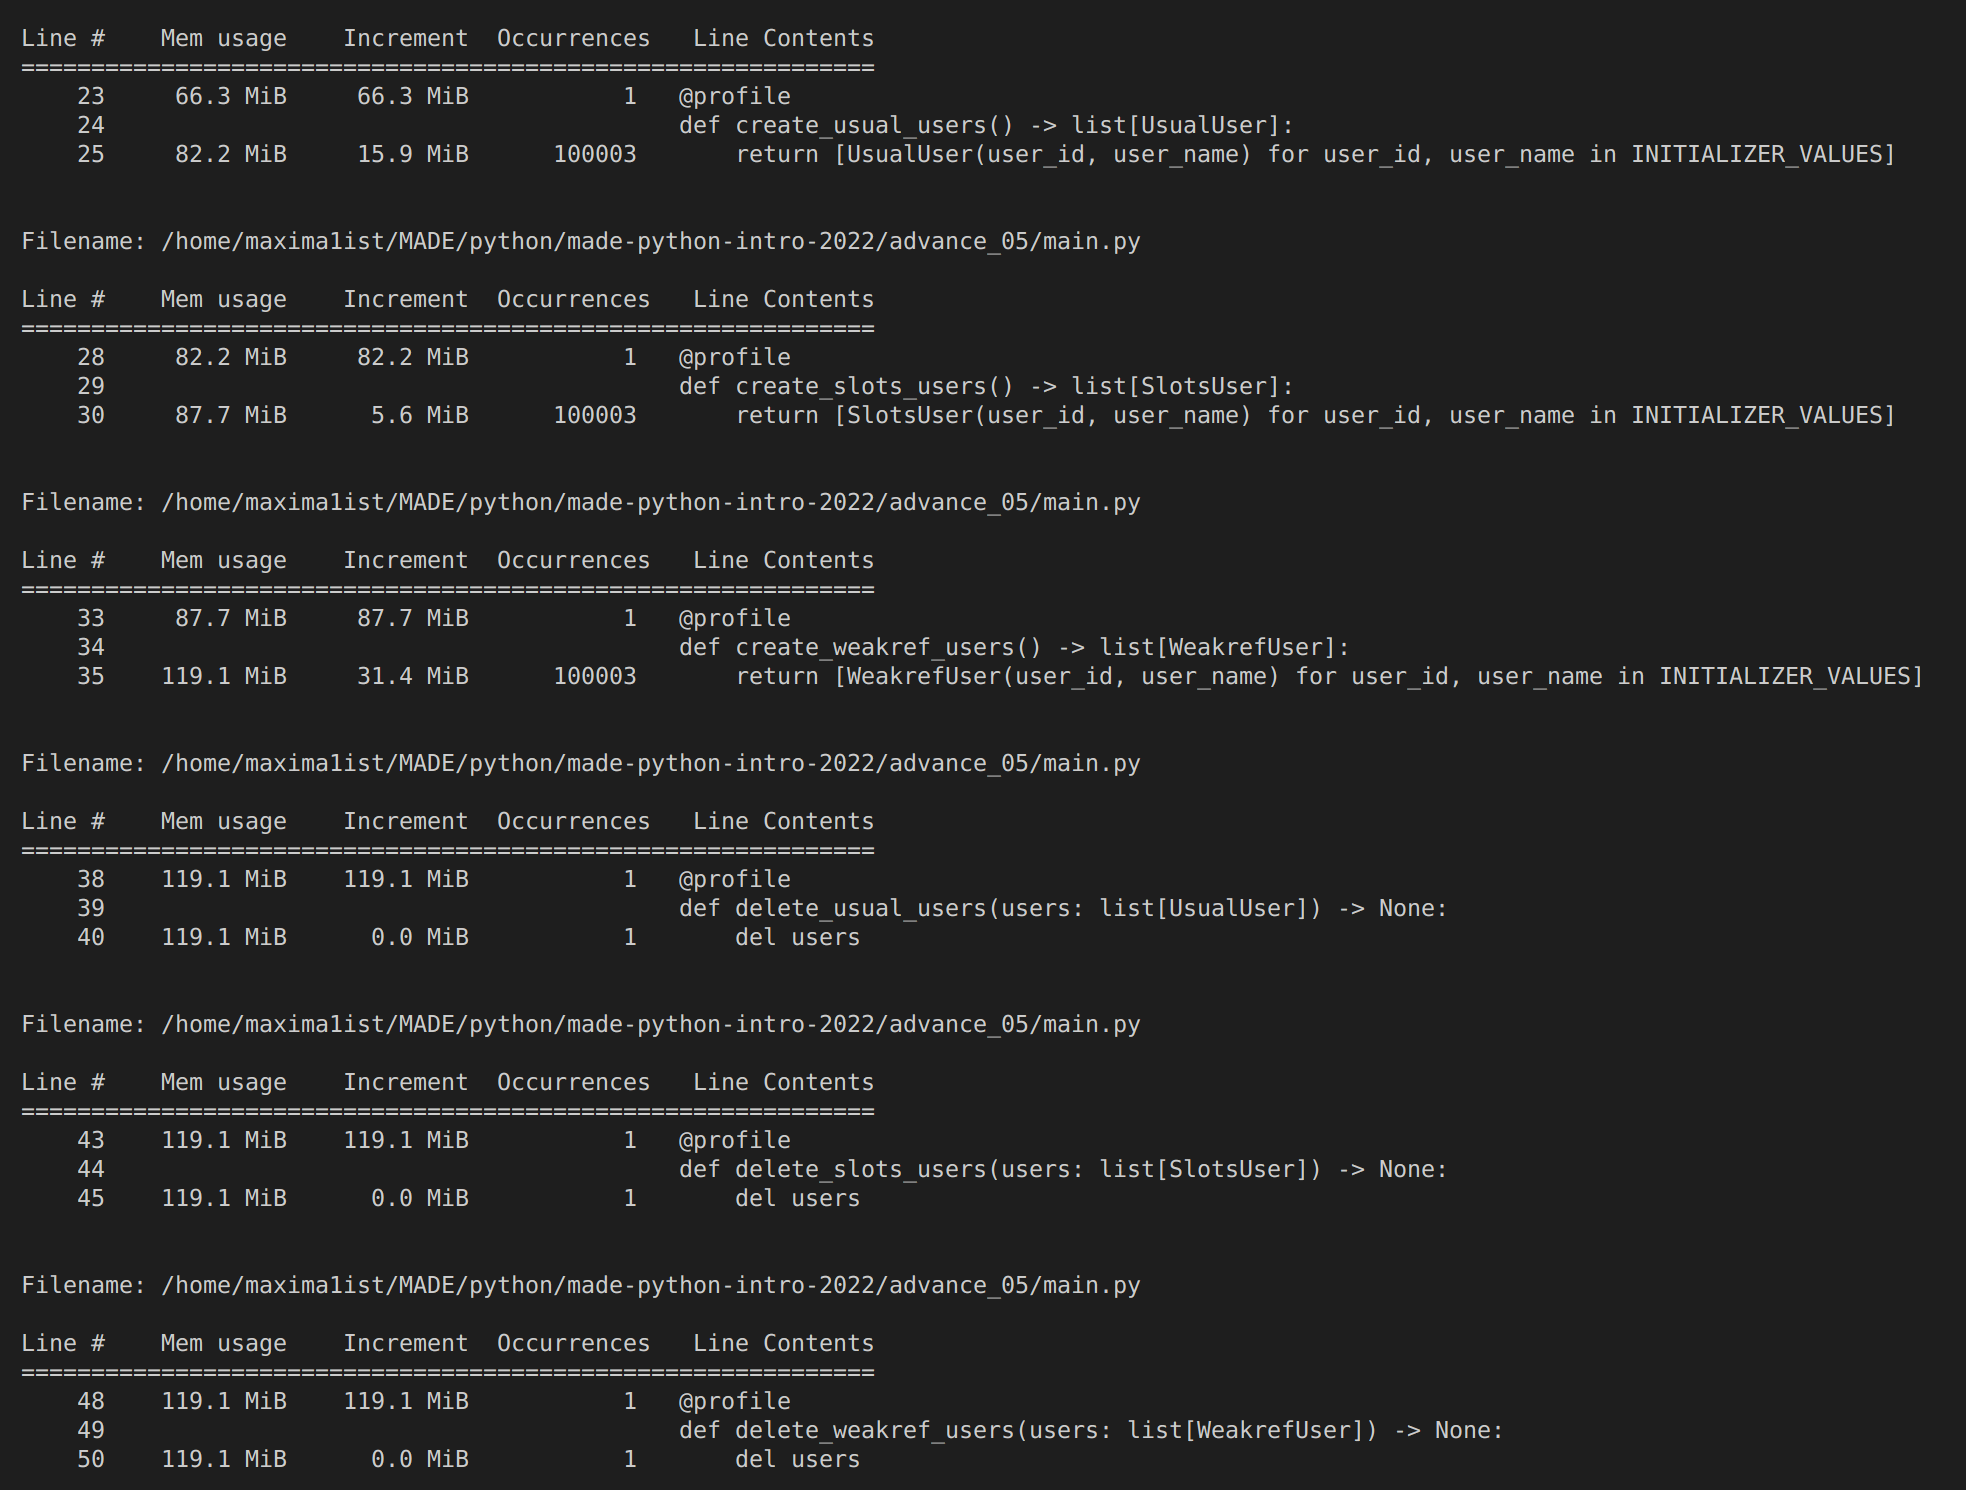 Line #    Mem usage    Increment  Occurrences   Line Contents
=============================================================
    23     66.3 MiB     66.3 MiB           1   @profile
    24                                         def create_usual_users() -> list[UsualUser]:
    25     82.2 MiB     15.9 MiB      100003       return [UsualUser(user_id, user_name) for user_id, user_name in INITIALIZER_VALUES]
Filename: /home/maxima1ist/MADE/python/made-python-intro-2022/advance_05/main.py
Line #    Mem usage    Increment  Occurrences   Line Contents
=============================================================
    28     82.2 MiB     82.2 MiB           1   @profile
    29                                         def create_slots_users() -> list[SlotsUser]:
    30     87.7 MiB      5.6 MiB      100003       return [SlotsUser(user_id, user_name) for user_id, user_name in INITIALIZER_VALUES]
Filename: /home/maxima1ist/MADE/python/made-python-intro-2022/advance_05/main.py
Line #    Mem usage    Increment  Occurrences   Line Contents
=============================================================
    33     87.7 MiB     87.7 MiB           1   @profile
    34                                         def create_weakref_users() -> list[WeakrefUser]:
    35    119.1 MiB     31.4 MiB      100003       return [WeakrefUser(user_id, user_name) for user_id, user_name in INITIALIZER_VALUES]
Filename: /home/maxima1ist/MADE/python/made-python-intro-2022/advance_05/main.py
Line #    Mem usage    Increment  Occurrences   Line Contents
=============================================================
    38    119.1 MiB    119.1 MiB           1   @profile
    39                                         def delete_usual_users(users: list[UsualUser]) -> None:
    40    119.1 MiB      0.0 MiB           1       del users
Filename: /home/maxima1ist/MADE/python/made-python-intro-2022/advance_05/main.py
Line #    Mem usage    Increment  Occurrences   Line Contents
=============================================================
    43    119.1 MiB    119.1 MiB           1   @profile
    44                                         def delete_slots_users(users: list[SlotsUser]) -> None:
    45    119.1 MiB      0.0 MiB           1       del users
Filename: /home/maxima1ist/MADE/python/made-python-intro-2022/advance_05/main.py
Line #    Mem usage    Increment  Occurrences   Line Contents
=============================================================
    48    119.1 MiB    119.1 MiB           1   @profile
    49                                         def delete_weakref_users(users: list[WeakrefUser]) -> None:
    50    119.1 MiB      0.0 MiB           1       del users